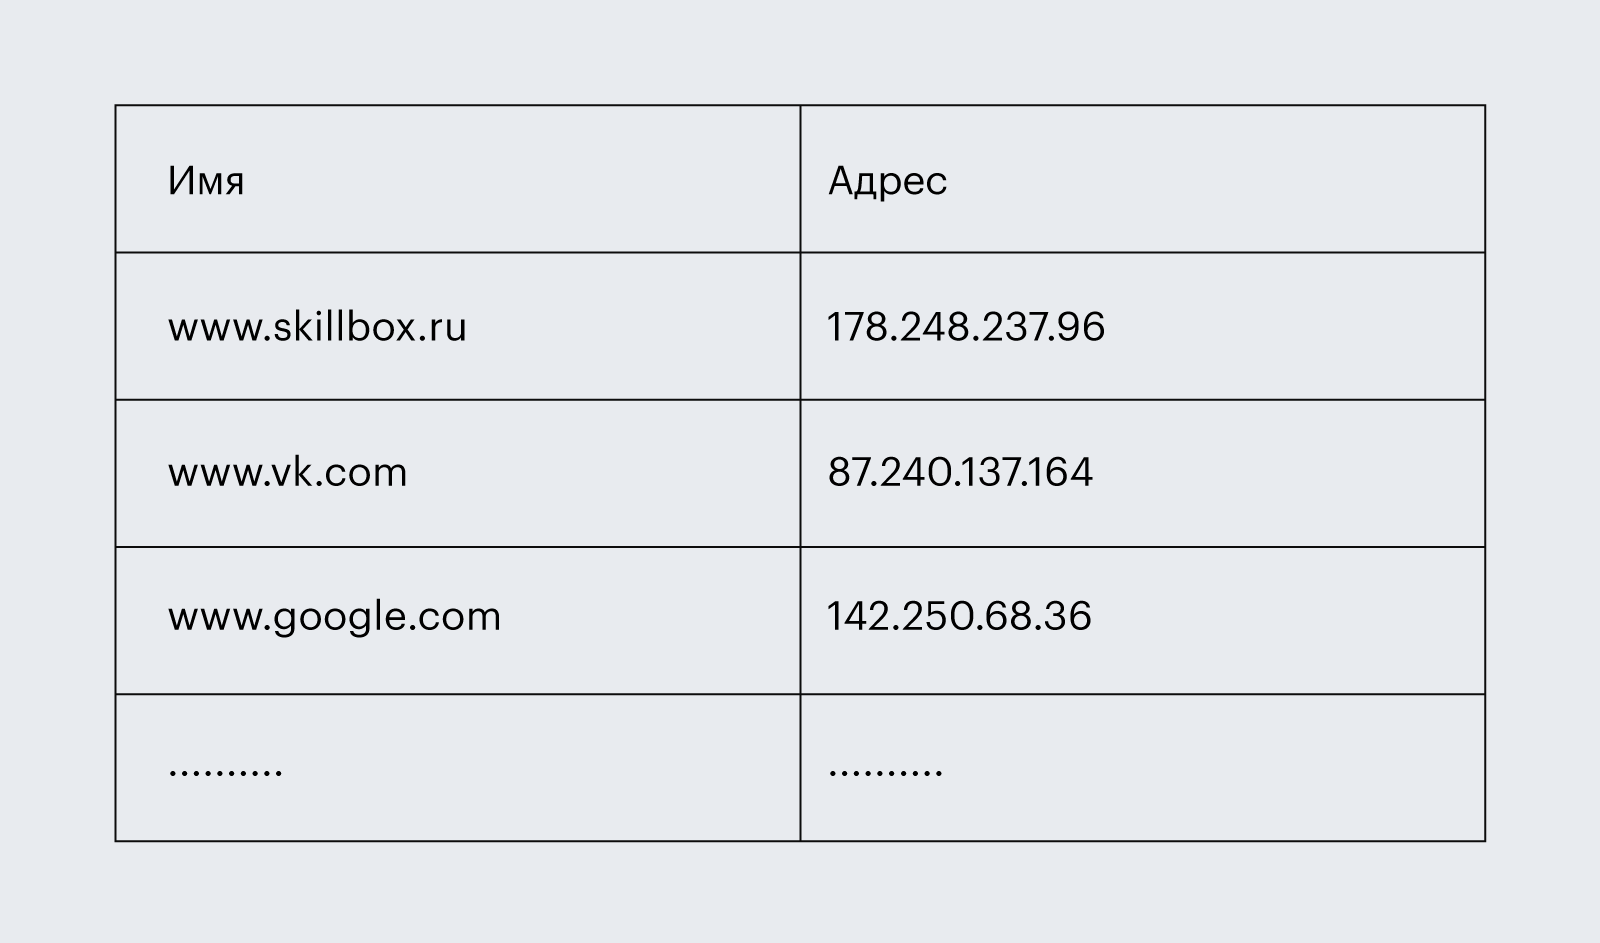 Имя Адрес
www.skillbox.ru 178.248.237.96
www.vk.com 87.240.137.164
www.google.com 142.250.68.36
.......... ..........